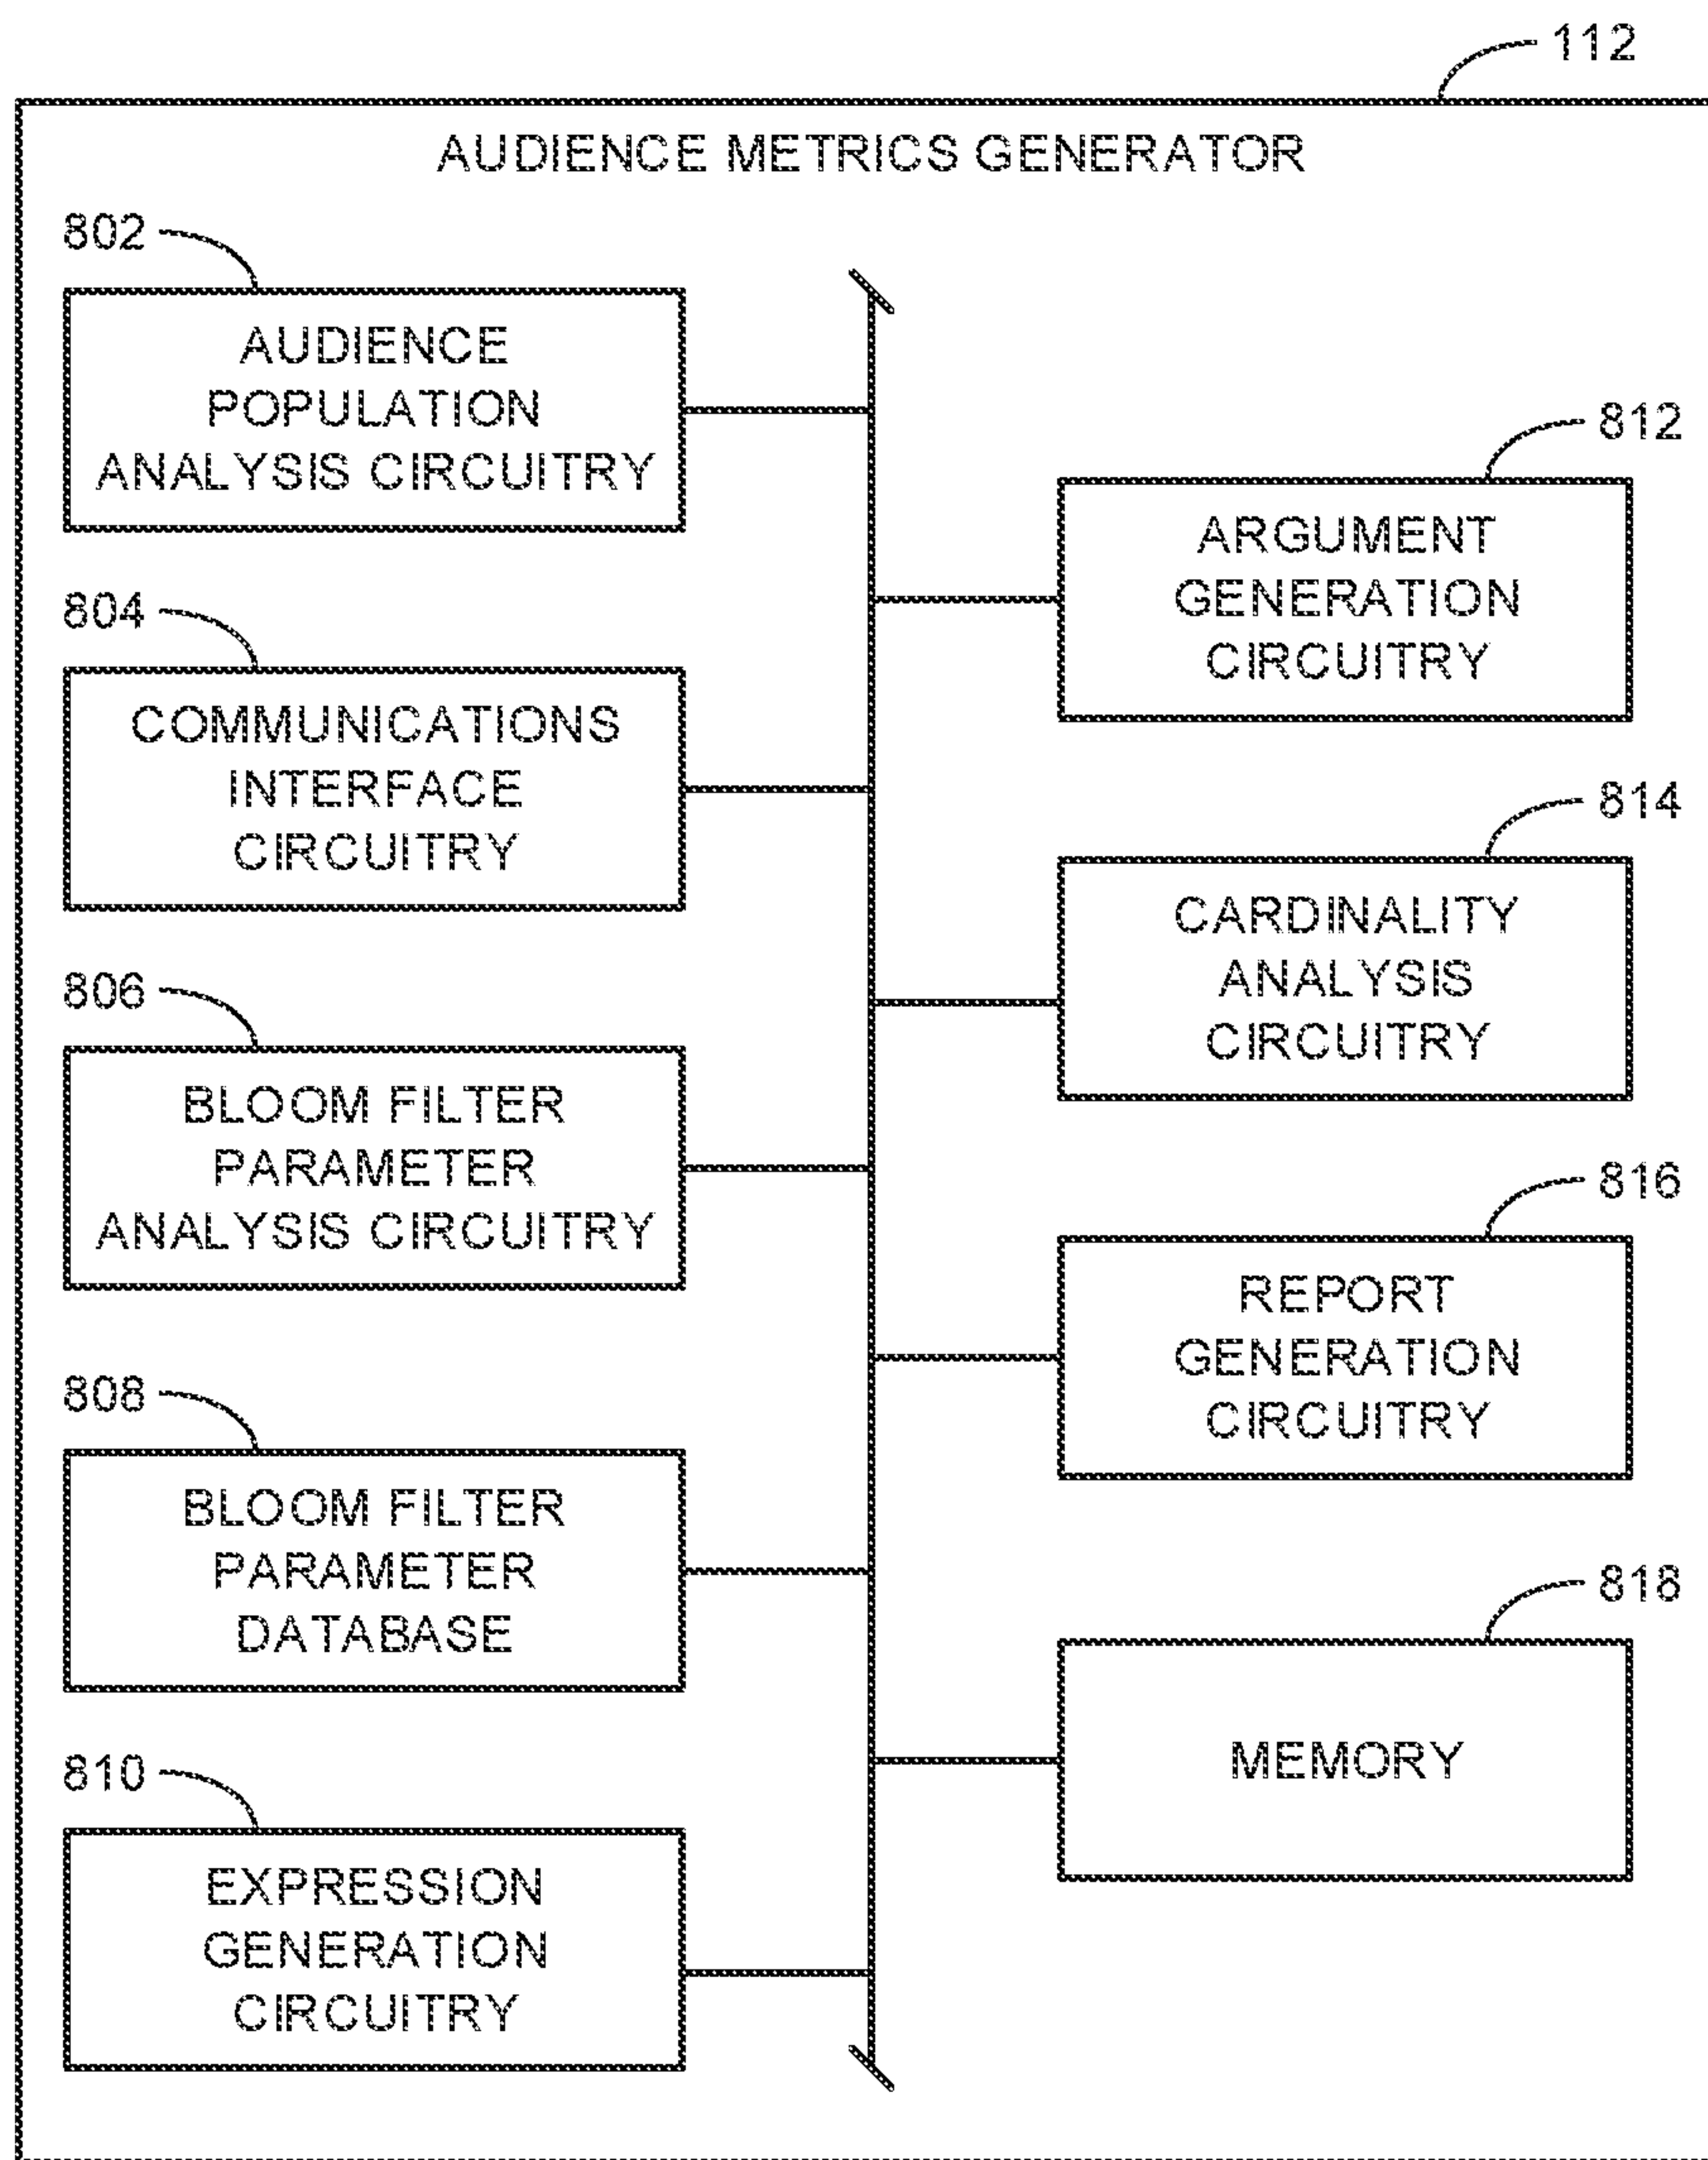 112
AUDIENCE METRICS GENERATOR
802
AUDIENCE
POPULATION
ANALYSIS CIRCUITRY
804
COMMUNICATIONS
INTERFACE
CIRCUITRY
806
BLOOM FILTER
PARAMETER
ANALYSIS CIRCUITRY
808
BLOOM FILTER
PARAMETER
DATABASE
810
EXPRESSION
GENERATION
CIRCUITRY
812
ARGUMENT
GENERATION
CIRCUITRY
814
CARDINALITY
ANALYSIS
CIRCUITRY
816
REPORT
GENERATION
CIRCUITRY
818
MEMORY